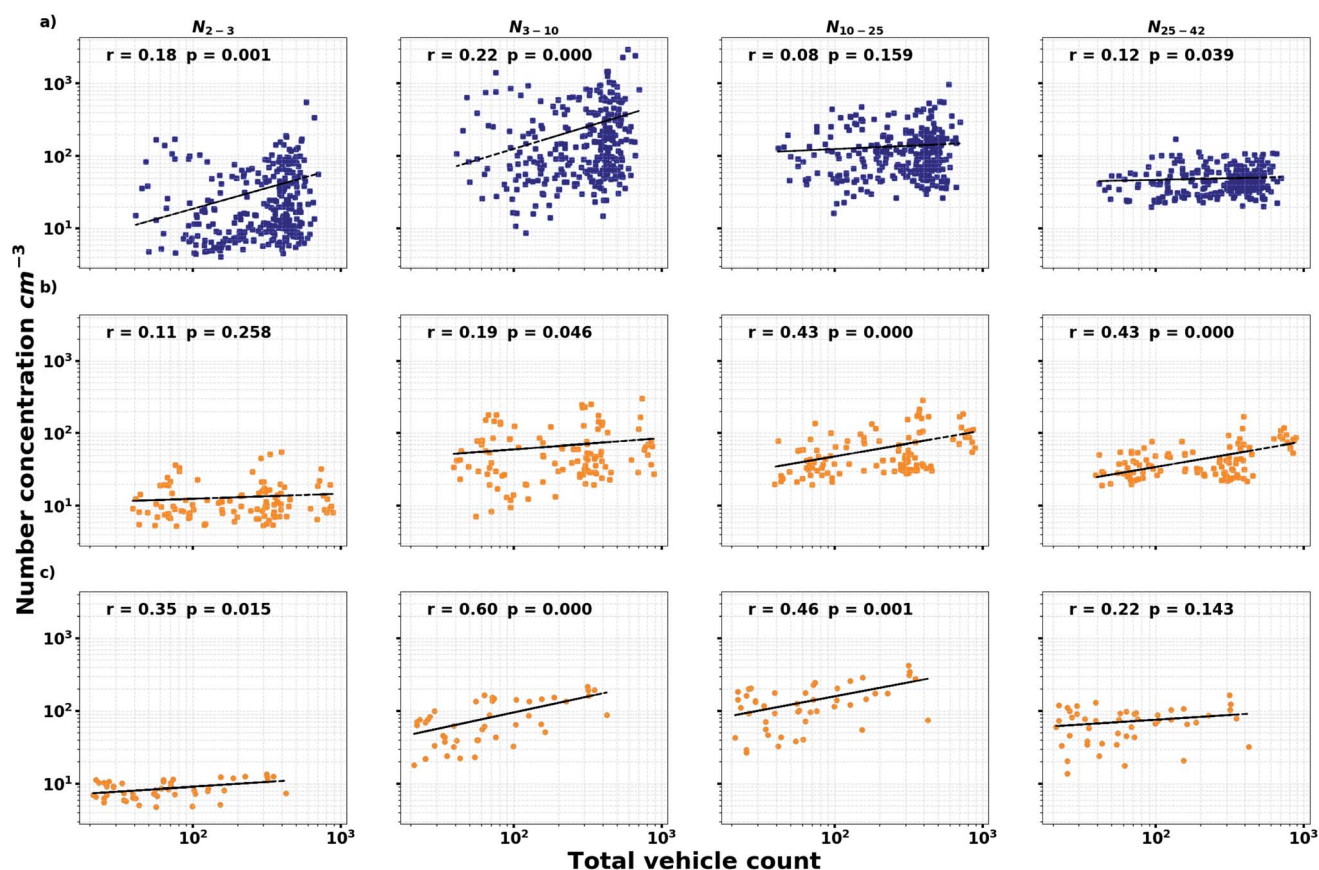 a)
N₂₋₃ N₃₋₁₀ N₁₀₋₂₅ N₂₅₋₄₂
r = 0.18 p = 0.001 r = 0.22 p = 0.000 r = 0.08 p = 0.159 r = 0.12 p = 0.039
10³
10²
10¹
b)
r = 0.11 p = 0.258 r = 0.19 p = 0.046 r = 0.43 p = 0.000 r = 0.43 p = 0.000
10³
10²
10¹
Number concentration cm⁻³
c)
r = 0.35 p = 0.015 r = 0.60 p = 0.000 r = 0.46 p = 0.001 r = 0.22 p = 0.143
10³
10²
10¹
10² 10³ 10² 10³ 10² 10³ 10² 10³
Total vehicle count